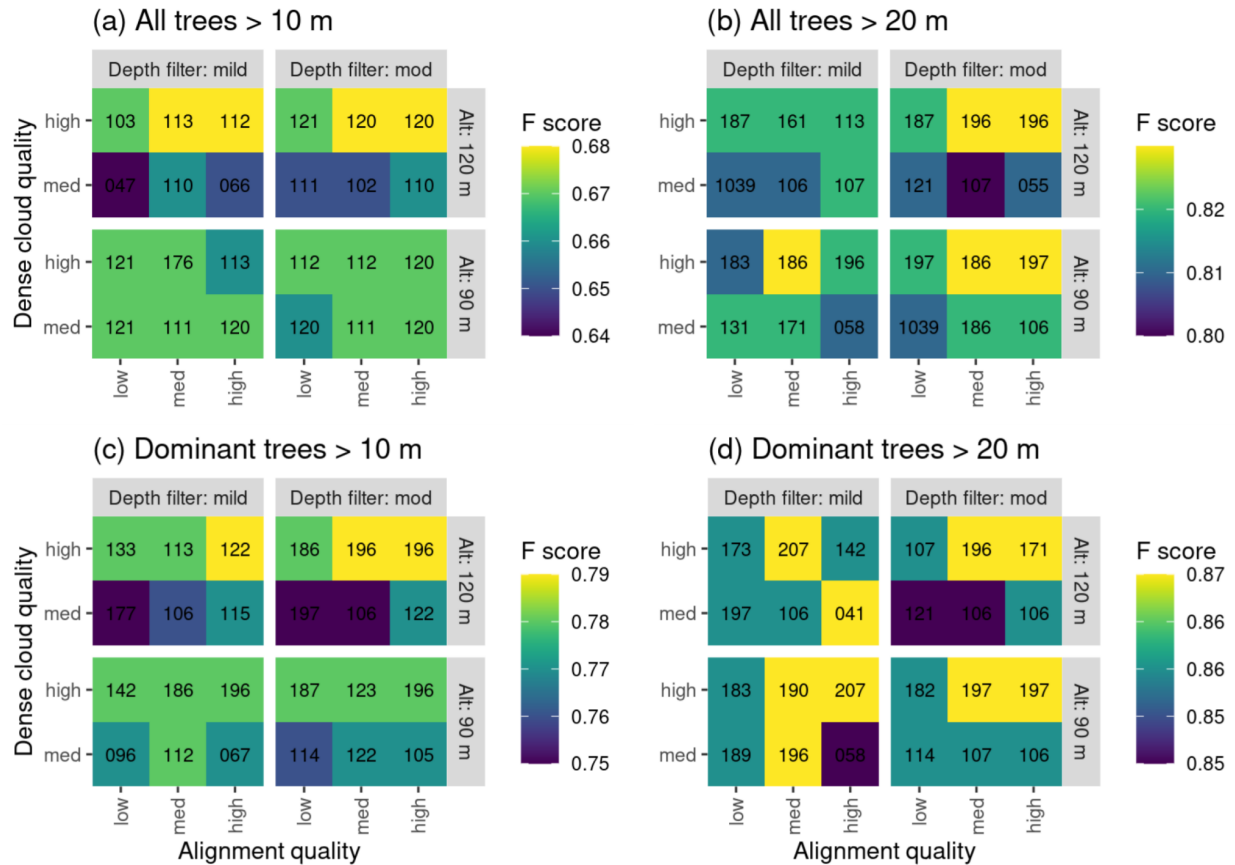 (a) All trees > 10 m
Depth filter: mild
Depth filter: mod
Dense cloud quality
high
103 113 112
121 120 120
Alt: 120 m
med
047 110 066
111 102 110
high
121 176 113
112 112 120
Alt: 90 m
med
121 111 120
120 111 120
low
med
high
low
med
high
F score
0.68
0.67
0.66
0.65
0.64
(b) All trees > 20 m
Depth filter: mild
Depth filter: mod
high
187 161 113
187 196 196
Alt: 120 m
med
1039 106 107
121 107 055
high
183 186 196
197 186 197
Alt: 90 m
med
131 171 058
1039 186 106
low
med
high
low
med
high
F score
0.82
0.81
0.80
(c) Dominant trees > 10 m
Depth filter: mild
Depth filter: mod
Dense cloud quality
high
133 113 122
186 196 196
Alt: 120 m
med
177 106 115
197 106 122
high
142 186 196
187 123 196
Alt: 90 m
med
096 112 067
114 122 105
low
med
high
low
med
high
Alignment quality
F score
0.79
0.78
0.77
0.76
0.75
(d) Dominant trees > 20 m
Depth filter: mild
Depth filter: mod
high
173 207 142
107 196 171
Alt: 120 m
med
197 106 041
121 106 106
high
183 190 207
182 197 197
Alt: 90 m
med
189 196 058
114 107 106
low
med
high
low
med
high
Alignment quality
F score
0.87
0.86
0.86
0.85
0.85